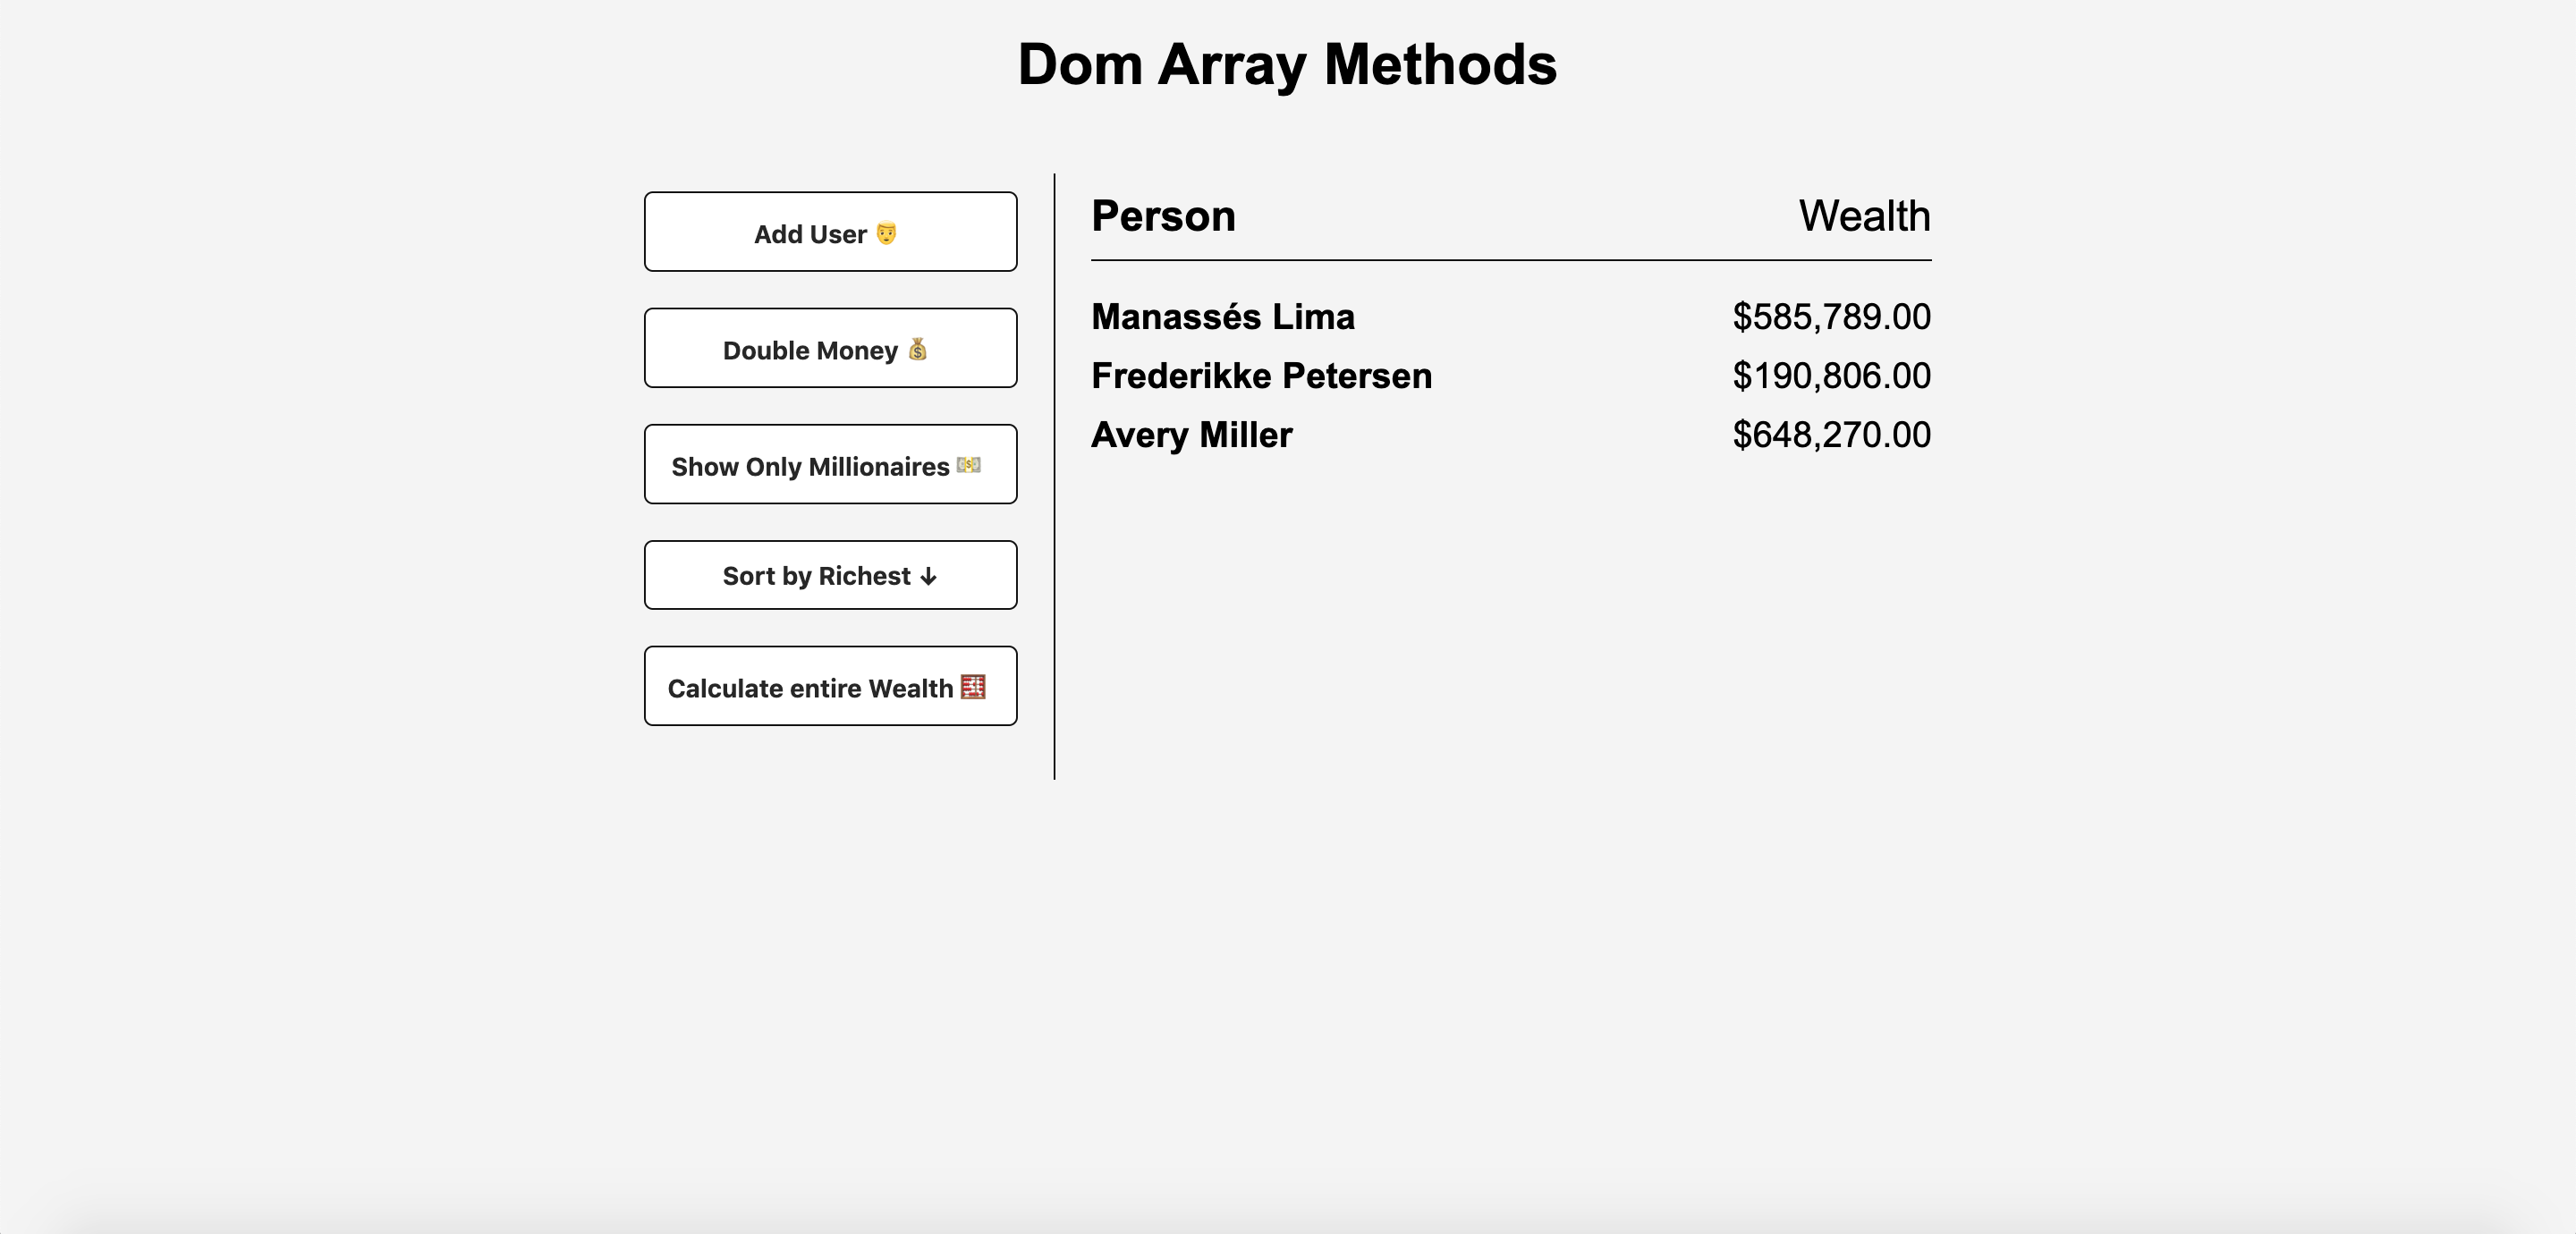 Dom Array Methods
Add User 👨
Double Money 💰
Show Only Millionaires 💵
Sort by Richest ↓
Calculate entire Wealth 🧮
Person Wealth
Manassés Lima $585,789.00
Frederikke Petersen $190,806.00
Avery Miller $648,270.00